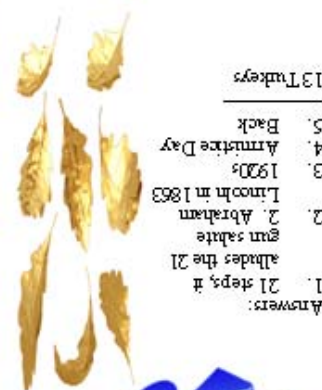 Answers:
1. 21 steps, it
alludes the 21
gun salute
2. 2. Abraham
Lincoln in 1863
3. 1920s
4. Armistice Day
5. Back
13Turkeys